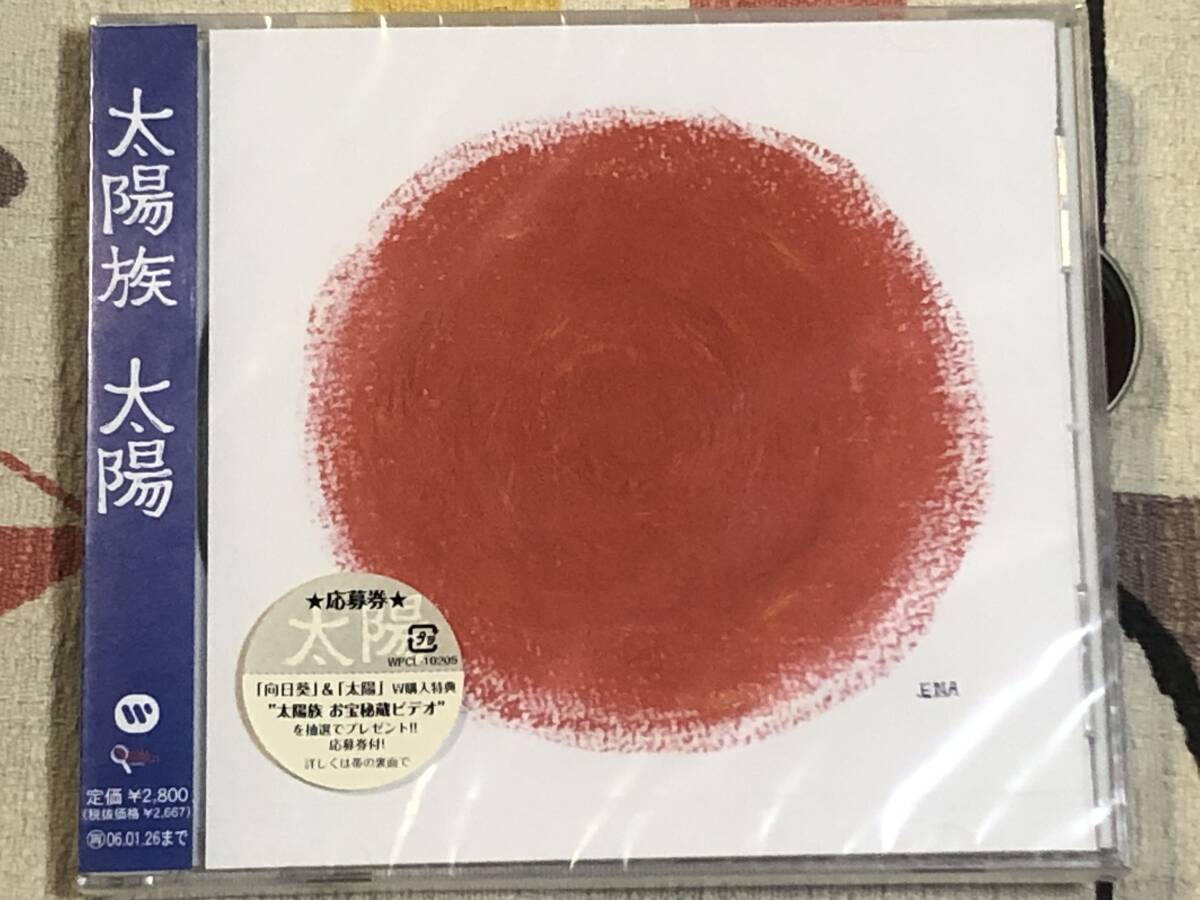 太陽族 太陽
定価 ¥2,800
(税抜価格 ¥2,667)
再06.01.26まで
★応募券★
太陽
WPCL-10205
「向日葵」&「太陽」W購入特典
"太陽族 お宝秘蔵ビデオ"
を抽選でプレゼント!!
応募券付!
詳しくは帯の裏面で
ENA